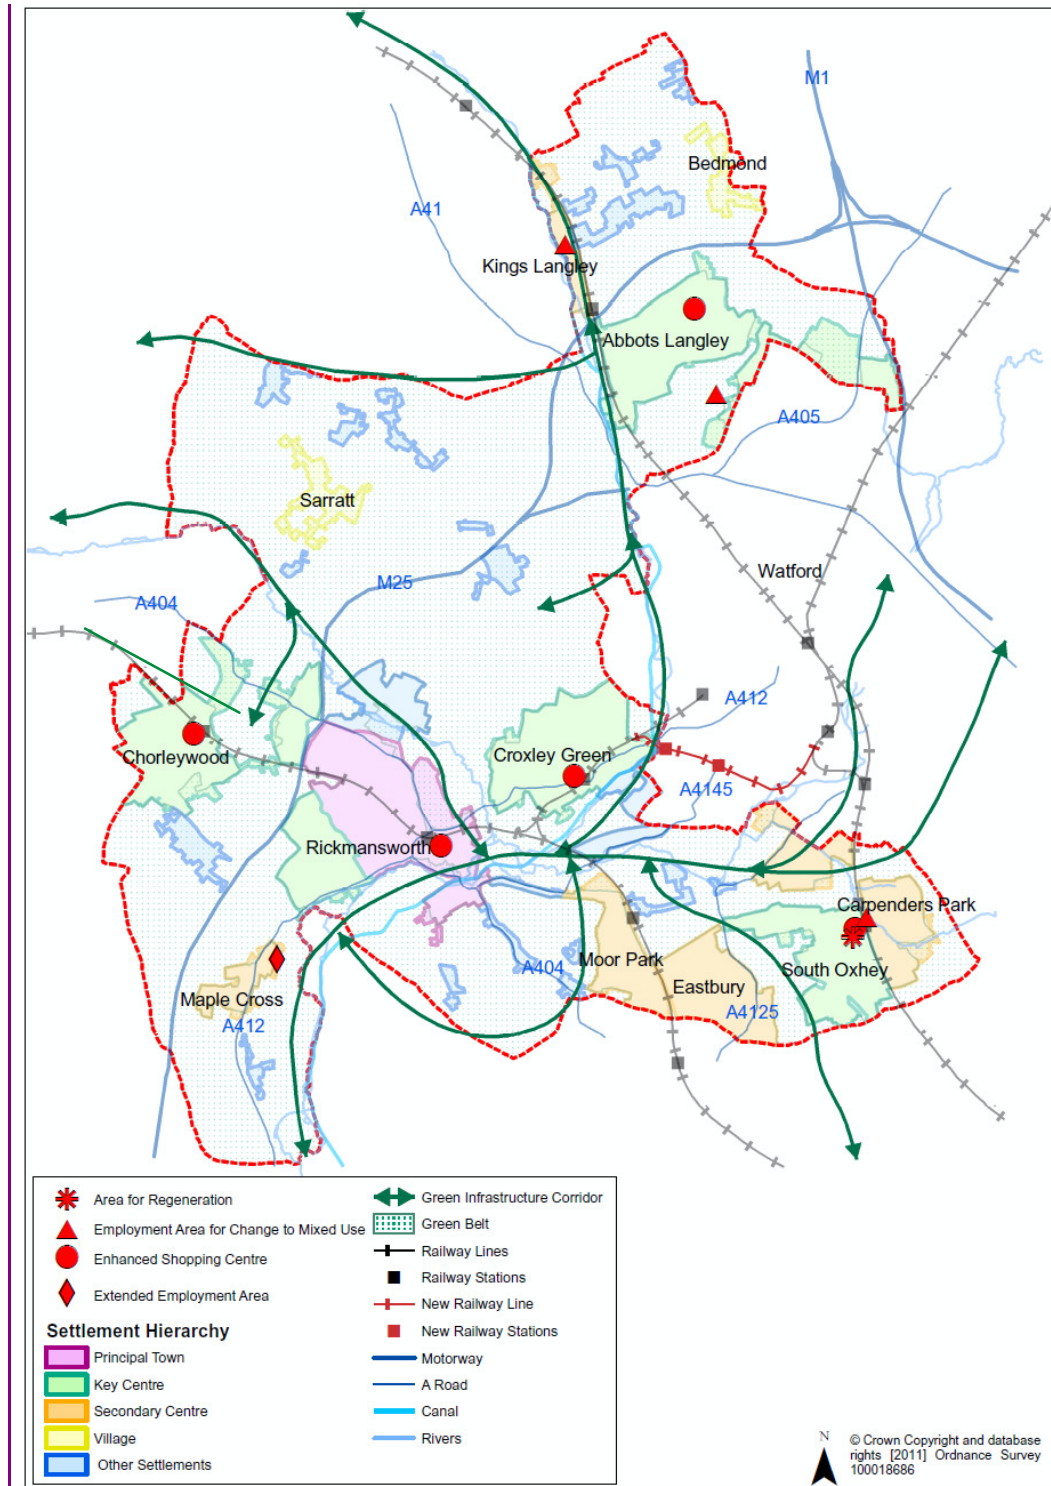 M1
Bedmond
A41
Kings Langley
Abbots Langley
A405
Sarratt
Watford
M25
A404
A412
Chorleywood
Croxley Green
A4145
Rickmansworth
Carpenders Park
Moor Park
A404
South Oxhey
Eastbury
Maple Cross
A4125
A412
Area for Regeneration
Employment Area for Change to Mixed Use
Enhanced Shopping Centre
Extended Employment Area
Settlement Hierarchy
Principal Town
Key Centre
Secondary Centre
Village
Other Settlements
Green Infrastructure Corridor
Green Belt
Railway Lines
Railway Stations
New Railway Line
New Railway Stations
Motorway
A Road
Canal
Rivers
N
© Crown Copyright and database
rights [2011] Ordnance Survey
100018686